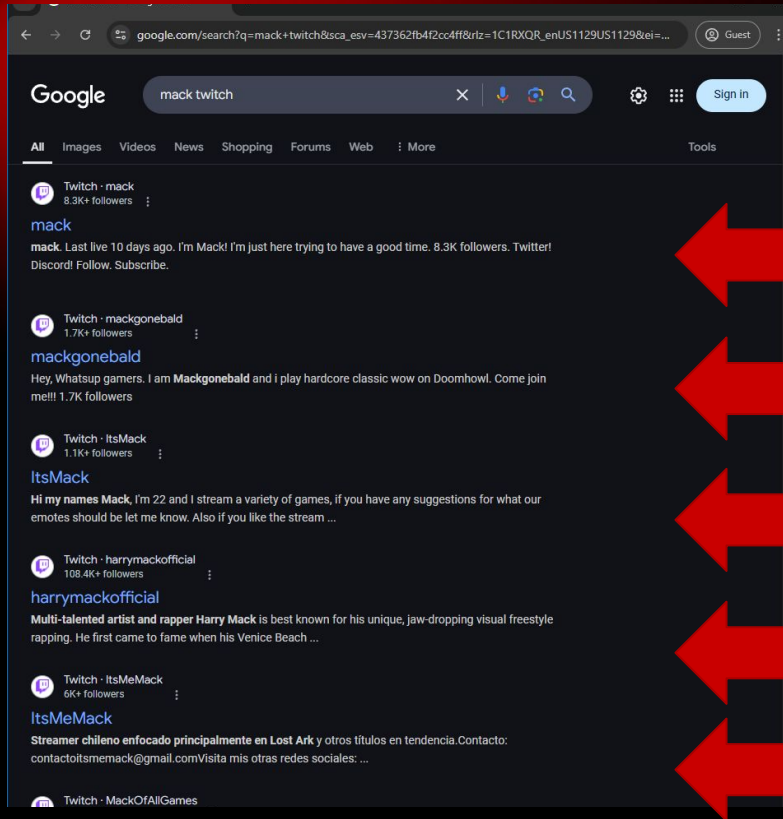 google.com/search?q=mack+twitch&sca_esv=437362fb4f2cc4ff&rlz=1C1RXQR_enUS1129US1129&ei=...
Guest
Google
mack twitch
Sign in
All Images Videos News Shopping Forums Web More
Tools
Twitch · mack
8.3K+ followers
mack
mack. Last live 10 days ago. I'm Mack! I'm just here trying to have a good time. 8.3K followers. Twitter!
Discord! Follow. Subscribe.
Twitch · mackgonebald
1.7K+ followers
mackgonebald
Hey, Whatsup gamers. I am Mackgonebald and i play hardcore classic wow on Doomhowl. Come join
me!!! 1.7K followers
Twitch · ItsMack
1.1K+ followers
ItsMack
Hi my names Mack, I'm 22 and I stream a variety of games, if you have any suggestions for what our
emotes should be let me know. Also if you like the stream ...
Twitch · harrymackofficial
108.4K+ followers
harrymackofficial
Multi-talented artist and rapper Harry Mack is best known for his unique, jaw-dropping visual freestyle
rapping. He first came to fame when his Venice Beach ...
Twitch · ItsMeMack
6K+ followers
ItsMeMack
Streamer chileno enfocado principalmente en Lost Ark y otros títulos en tendencia.Contacto:
contactoitsmemack@gmail.comVisita mis otras redes sociales: ...
Twitch · MackOfAllGames